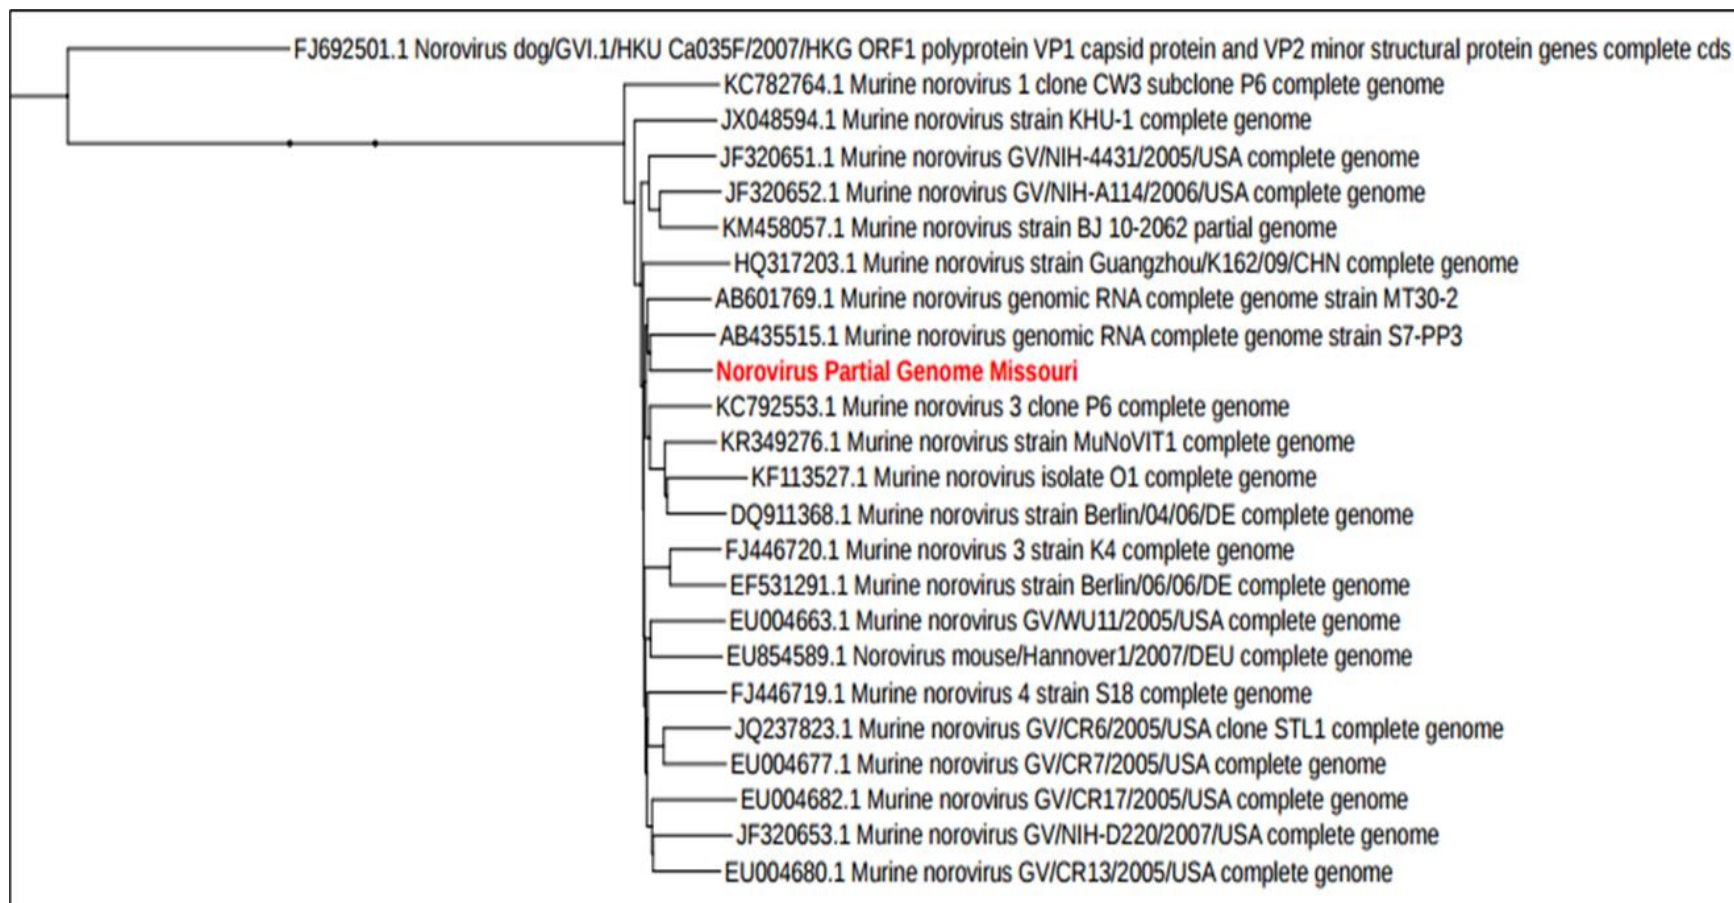 FJ692501.1 Norovirus dog/GVI.1/HKU Ca035F/2007/HKG ORF1 polyprotein VP1 capsid protein and VP2 minor structural protein genes complete cds
KC782764.1 Murine norovirus 1 clone CW3 subclone P6 complete genome
JX048594.1 Murine norovirus strain KHU-1 complete genome
JF320651.1 Murine norovirus GV/NIH-4431/2005/USA complete genome
JF320652.1 Murine norovirus GV/NIH-A114/2006/USA complete genome
KM458057.1 Murine norovirus strain BJ 10-2062 partial genome
HQ317203.1 Murine norovirus strain Guangzhou/K162/09/CHN complete genome
AB601769.1 Murine norovirus genomic RNA complete genome strain MT30-2
AB435515.1 Murine norovirus genomic RNA complete genome strain S7-PP3
Norovirus Partial Genome Missouri
KC792553.1 Murine norovirus 3 clone P6 complete genome
KR349276.1 Murine norovirus strain MuNoVIT1 complete genome
KF113527.1 Murine norovirus isolate O1 complete genome
DQ911368.1 Murine norovirus strain Berlin/04/06/DE complete genome
FJ446720.1 Murine norovirus 3 strain K4 complete genome
EF531291.1 Murine norovirus strain Berlin/06/06/DE complete genome
EU004663.1 Murine norovirus GV/WU11/2005/USA complete genome
EU854589.1 Norovirus mouse/Hannover1/2007/DEU complete genome
FJ446719.1 Murine norovirus 4 strain S18 complete genome
JQ237823.1 Murine norovirus GV/CR6/2005/USA clone STL1 complete genome
EU004677.1 Murine norovirus GV/CR7/2005/USA complete genome
EU004682.1 Murine norovirus GV/CR17/2005/USA complete genome
JF320653.1 Murine norovirus GV/NIH-D220/2007/USA complete genome
EU004680.1 Murine norovirus GV/CR13/2005/USA complete genome